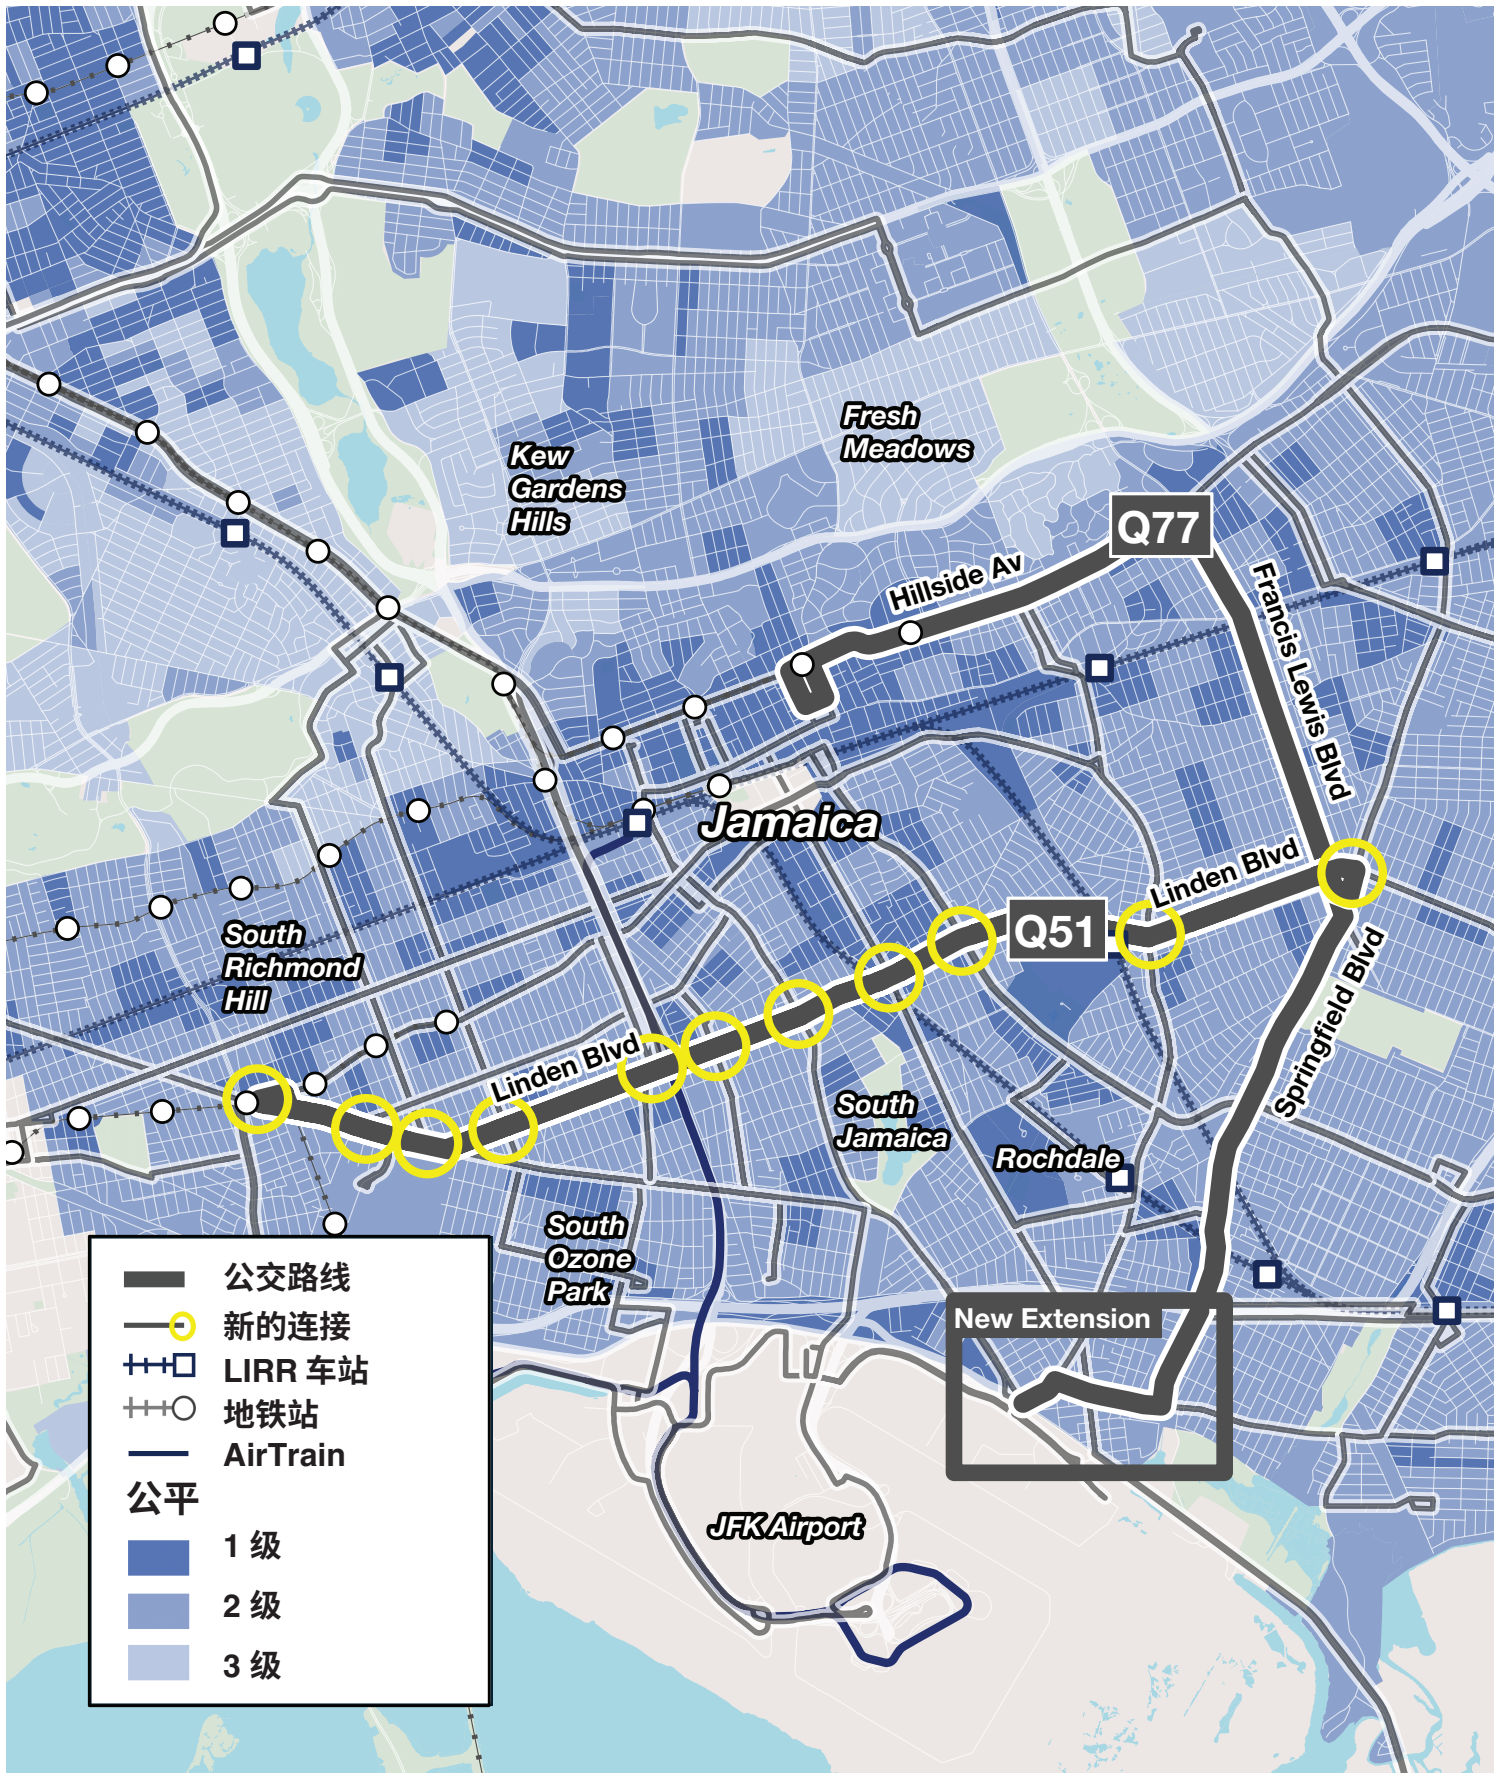 Fresh
Meadows
Kew
Gardens
Hills
Q77
Hillside Av
Francis Lewis Blvd
Jamaica
Linden Blvd
Q51
South
Richmond
Hill
Springfield Blvd
Linden Blvd
South
Jamaica
Rochdale
South
Ozone
Park
New Extension
JFK Airport
公交路线
新的连接
LIRR 车站
地铁站
AirTrain
公平
1 级
2 级
3 级